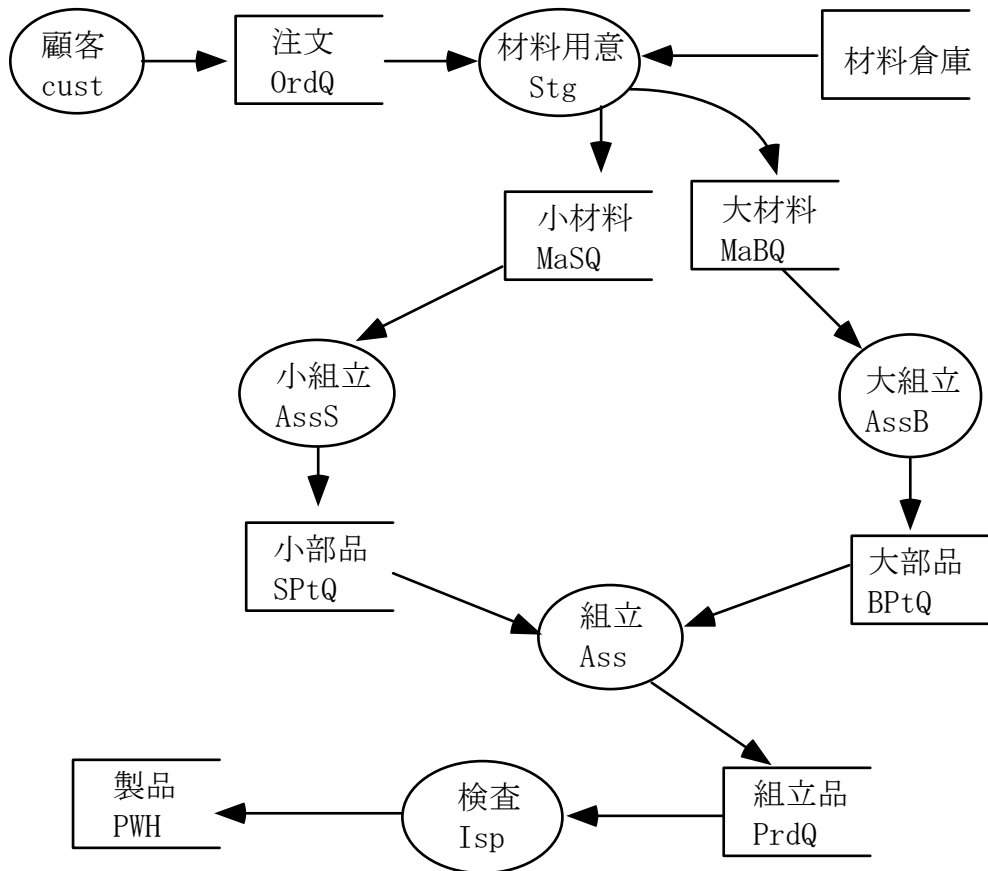 顧客
cust
注文
OrdQ
材料用意
Stg
材料倉庫
小材料
MaSQ
大材料
MaBQ
小組立
AssS
大組立
AssB
小部品
SPtQ
大部品
BPtQ
組立
Ass
製品
PWH
検査
Isp
組立品
PrdQ